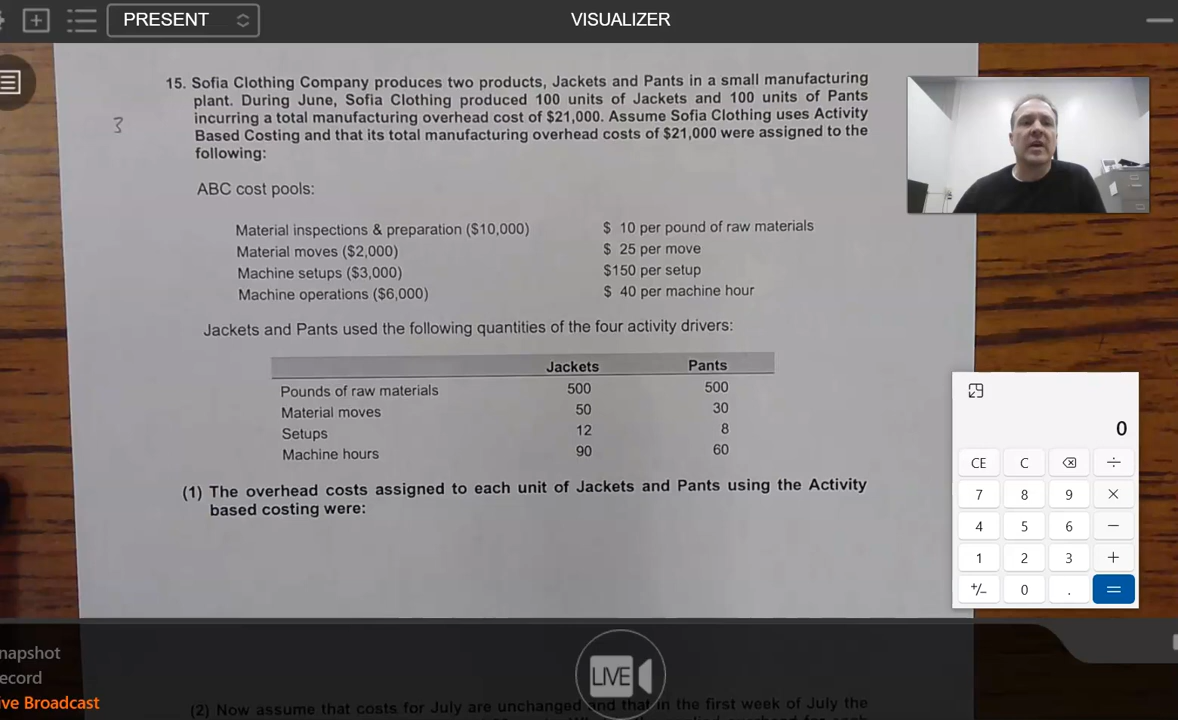 PRESENT
VISUALIZER
15. Sofia Clothing Company produces two products, Jackets and Pants in a small manufacturing
plant. During June, Sofia Clothing produced 100 units of Jackets and 100 units of Pants
3
incurring a total manufacturing overhead cost of $21,000. Assume Sofia Clothing uses Activity
Based Costing and that its total manufacturing overhead costs of $21,000 were assigned to the
following:
ABC cost pools:
Material inspections & preparation ($10,000) $ 10 per pound of raw materials
Material moves ($2,000) $ 25 per move
Machine setups ($3,000) $150 per setup
Machine operations ($6,000) $ 40 per machine hour
Jackets and Pants used the following quantities of the four activity drivers:
Jackets Pants
Pounds of raw materials 500 500
Material moves 50 30
Setups 12 8
Machine hours 90 60
(1) The overhead costs assigned to each unit of Jackets and Pants using the Activity
based costing were:
0
CE C ⌫ ÷
7 8 9 ×
4 5 6 −
1 2 3 +
+/− 0 . =
napshot
ecord
ive Broadcast
LIVE
(2) Now assume that costs for July are unchanged and that in the first week of July the